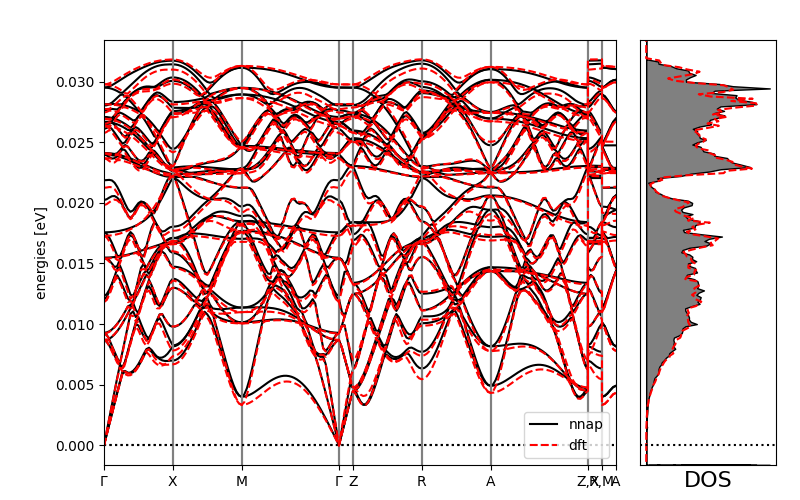 energies [eV]
0.030
0.025
0.020
0.015
0.010
0.005
0.000
nnap
dft
Γ X M Γ Z R A Z,X R,M A
DOS